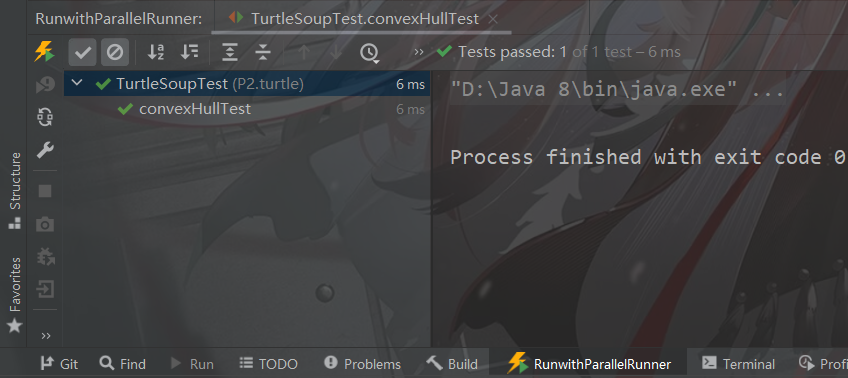 RunwithParallelRunner: TurtleSoupTest.convexHullTest
Tests passed: 1 of 1 test – 6 ms
TurtleSoupTest (P2.turtle) 6 ms
convexHullTest 6 ms
"D:\Java 8\bin\java.exe" ...
Process finished with exit code 0
Structure
Favorites
Git Find Run TODO Problems Build RunwithParallelRunner Terminal Profi